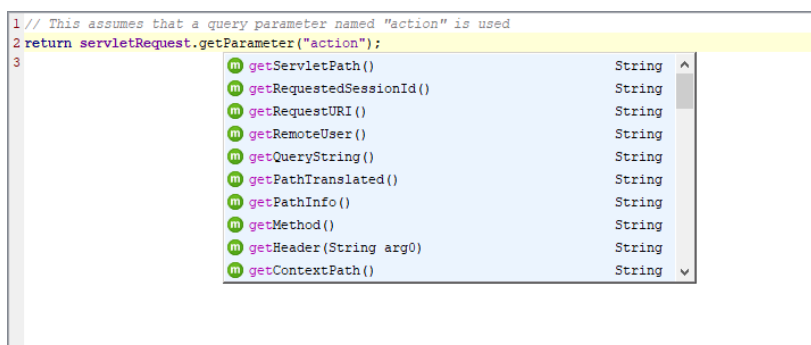 1 // This assumes that a query parameter named "action" is used
2 return servletRequest.getParameter("action");
3
m getServletPath() String
m getRequestedSessionId() String
m getRequestURI() String
m getRemoteUser() String
m getQueryString() String
m getPathTranslated() String
m getPathInfo() String
m getMethod() String
m getHeader(String arg0) String
m getContextPath() String